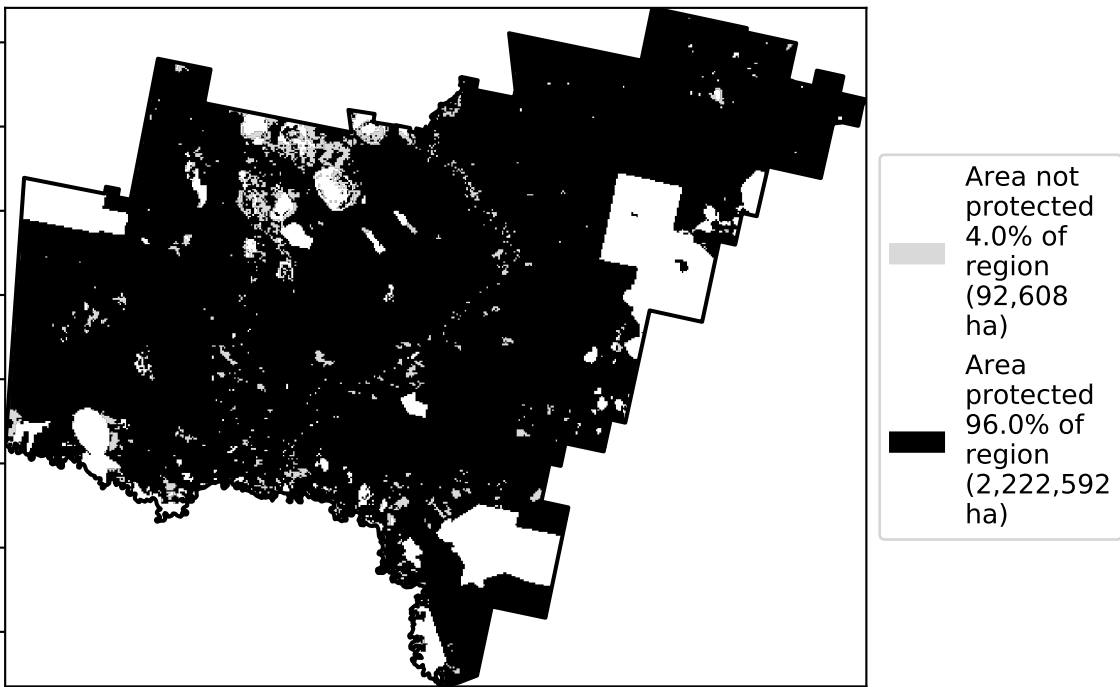 Area not
protected
4.0% of
region
(92,608
ha)
Area
protected
96.0% of
region
(2,222,592
ha)